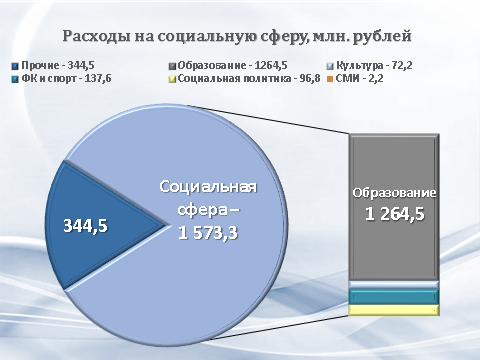 Расходы на социальную сферу, млн. рублей
Прочие - 344,5 Образование - 1264,5 Культура - 72,2
ФК и спорт - 137,6 Социальная политика - 96,8 СМИ - 2,2
Социальная
сфера –
1 573,3
344,5
Образование
1 264,5